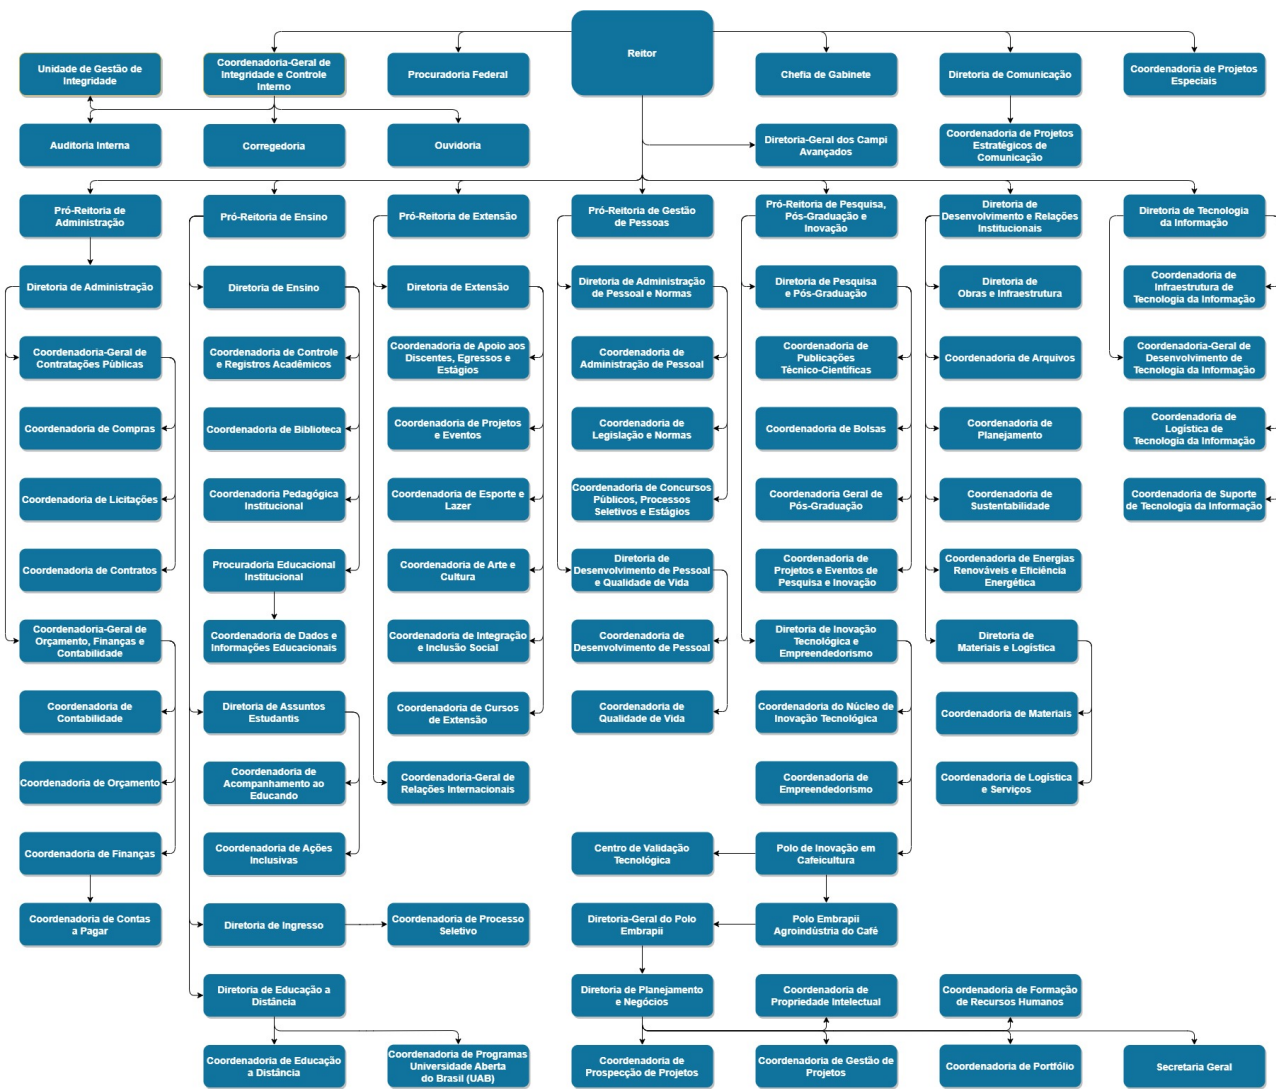 Reitor
Unidade de Gestão de
Integridade
Coordenadoria-Geral de
Integridade e Controle
Interno
Procuradoria Federal
Chefia de Gabinete
Diretoria de Comunicação
Coordenadoria de Projetos
Especiais
Auditoria Interna
Corregedoria
Ouvidoria
Diretoria-Geral dos Campi
Avançados
Coordenadoria de Projetos
Estratégicos de
Comunicação
Pró-Reitoria de
Administração
Pró-Reitoria de Ensino
Pró-Reitoria de Extensão
Pró-Reitoria de Gestão
de Pessoas
Pró-Reitoria de Pesquisa,
Pós-Graduação e
Inovação
Diretoria de
Desenvolvimento e Relações
Institucionais
Diretoria de Tecnologia
da Informação
Diretoria de Administração
Diretoria de Ensino
Diretoria de Extensão
Diretoria de Administração
de Pessoal e Normas
Diretoria de Pesquisa
e Pós-Graduação
Diretoria de
Obras e Infraestrutura
Coordenadoria de
Infraestrutura de
Tecnologia da Informação
Coordenadoria-Geral de
Contratações Públicas
Coordenadoria de Controle
e Registros Acadêmicos
Coordenadoria de Apoio aos
Discentes, Egressos e
Estágios
Coordenadoria de
Administração de Pessoal
Coordenadoria de
Publicações
Técnico-Científicas
Coordenadoria de Arquivos
Coordenadoria-Geral de
Desenvolvimento de
Tecnologia da Informação
Coordenadoria de Compras
Coordenadoria de Biblioteca
Coordenadoria de Projetos
e Eventos
Coordenadoria de
Legislação e Normas
Coordenadoria de Bolsas
Coordenadoria de
Planejamento
Coordenadoria de
Logística de
Tecnologia da Informação
Coordenadoria de Licitações
Coordenadoria Pedagógica
Institucional
Coordenadoria de Esporte e
Lazer
Coordenadoria de Concursos
Públicos, Processos
Seletivos e Estágios
Coordenadoria Geral de
Pós-Graduação
Coordenadoria de
Sustentabilidade
Coordenadoria de Suporte
de Tecnologia da Informação
Coordenadoria de Contratos
Procuradoria Educacional
Institucional
Coordenadoria de Arte e
Cultura
Diretoria de
Desenvolvimento de Pessoal
e Qualidade de Vida
Coordenadoria de
Projetos e Eventos de
Pesquisa e Inovação
Coordenadoria de Energias
Renováveis e Eficiência
Energética
Coordenadoria-Geral de
Orçamento, Finanças e
Contabilidade
Coordenadoria de Dados e
Informações Educacionais
Coordenadoria de Integração
e Inclusão Social
Coordenadoria de
Desenvolvimento de Pessoal
Diretoria de Inovação
Tecnológica e
Empreendedorismo
Diretoria de
Materiais e Logística
Coordenadoria de
Contabilidade
Diretoria de Assuntos
Estudantis
Coordenadoria de Cursos
de Extensão
Coordenadoria de
Qualidade de Vida
Coordenadoria do Núcleo de
Inovação Tecnológica
Coordenadoria de Materiais
Coordenadoria de Orçamento
Coordenadoria de
Acompanhamento ao
Educando
Coordenadoria-Geral de
Relações Internacionais
Coordenadoria de
Empreendedorismo
Coordenadoria de Logística
e Serviços
Coordenadoria de Finanças
Coordenadoria de Ações
Inclusivas
Centro de Validação
Tecnológica
Polo de Inovação em
Cafeicultura
Coordenadoria de Contas
a Pagar
Diretoria de Ingresso
Coordenadoria de Processo
Seletivo
Diretoria-Geral do Polo
Embrapii
Polo Embrapii
Agroindústria do Café
Diretoria de Educação a
Distância
Diretoria de Planejamento
e Negócios
Coordenadoria de
Propriedade Intelectual
Coordenadoria de Formação
de Recursos Humanos
Coordenadoria de Educação
a Distância
Coordenadoria de Programas
Universidade Aberta
do Brasil (UAB)
Coordenadoria de
Prospecção de Projetos
Coordenadoria de Gestão de
Projetos
Coordenadoria de Portfólio
Secretaria Geral